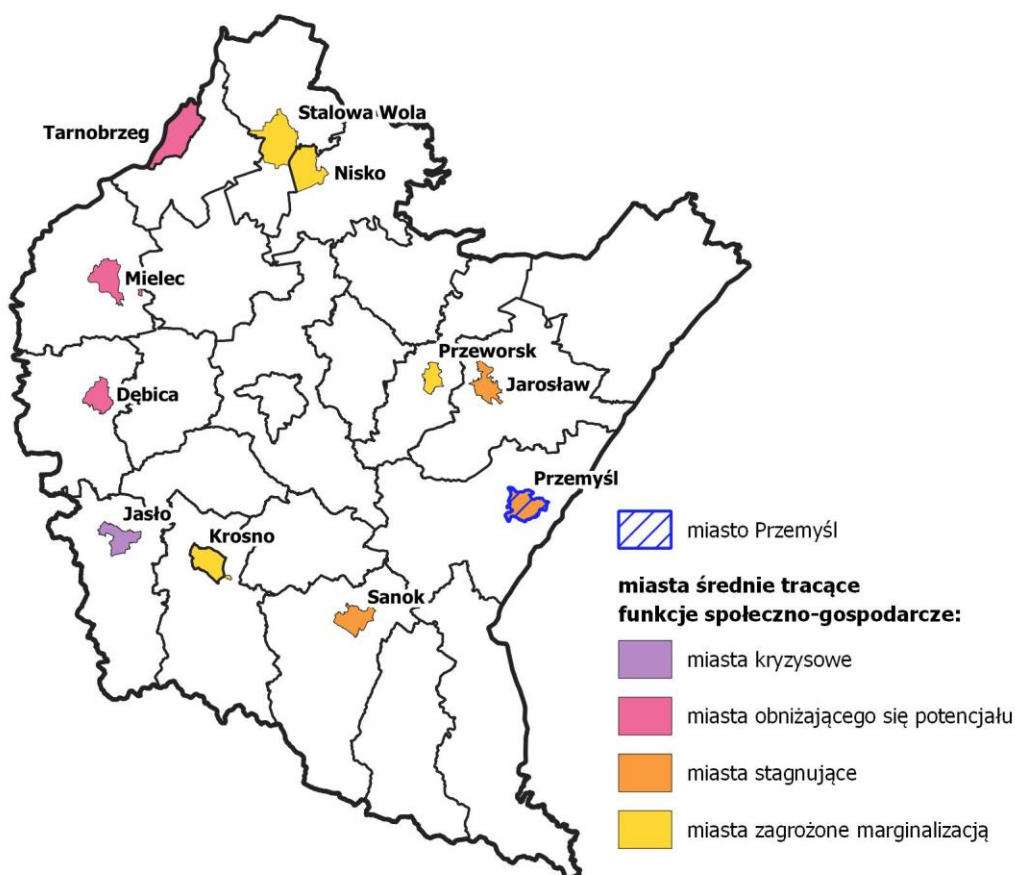 Stalowa Wola
Tarnobrzeg
Nisko
Mielec
Przeworsk
Jarosław
Dębica
Przemyśl
Jasło
Krosno
Sanok
miasto Przemyśl
miasta średnie tracące
funkcje społeczno-gospodarcze:
miasta kryzysowe
miasta obniżającego się potencjału
miasta stagnujące
miasta zagrożone marginalizacją